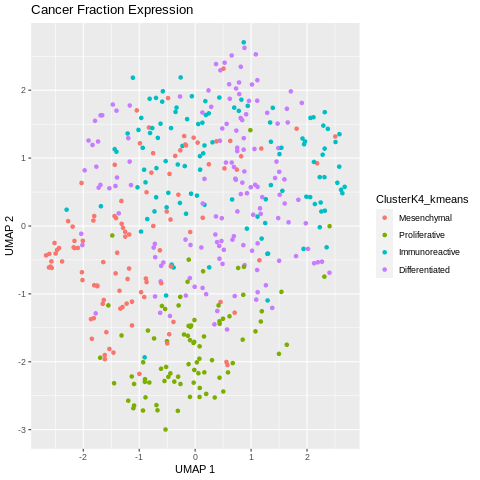 Cancer Fraction Expression
UMAP 2
2
1
0
-1
-2
-3
-2
-1
0
1
2
UMAP 1
ClusterK4_kmeans
Mesenchymal
Proliferative
Immunoreactive
Differentiated